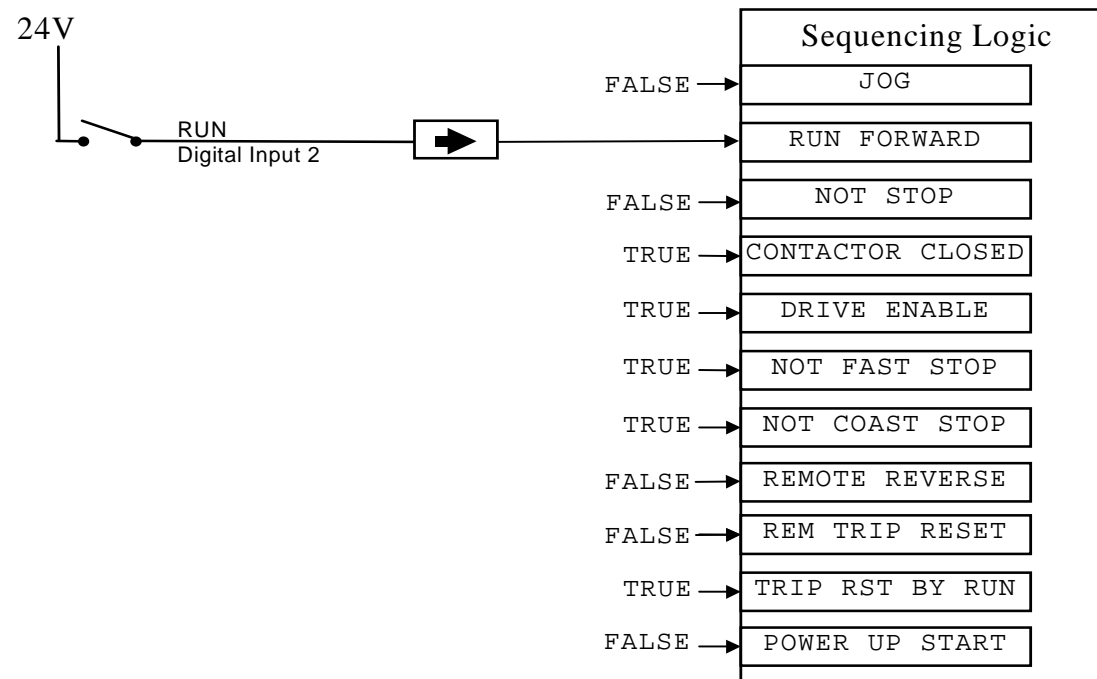 24V
Sequencing Logic
FALSE JOG
RUN
Digital Input 2
RUN FORWARD
FALSE NOT STOP
TRUE CONTACTOR CLOSED
TRUE DRIVE ENABLE
TRUE NOT FAST STOP
TRUE NOT COAST STOP
FALSE REMOTE REVERSE
FALSE REM TRIP RESET
TRUE TRIP RST BY RUN
FALSE POWER UP START